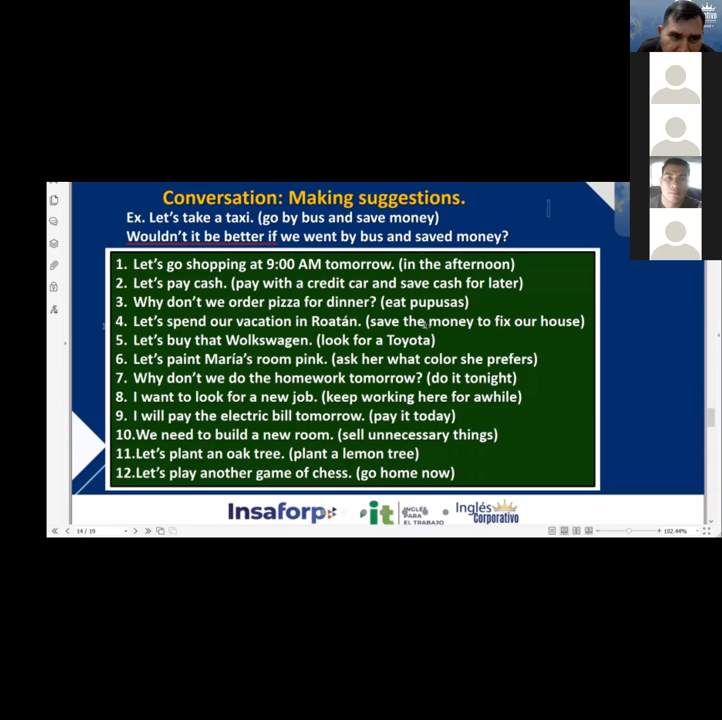 Conversation: Making suggestions.
Ex. Let's take a taxi. (go by bus and save money)
Wouldn't it be better if we went by bus and saved money?
1. Let's go shopping at 9:00 AM tomorrow. (in the afternoon)
2. Let's pay cash. (pay with a credit car and save cash for later)
3. Why don't we order pizza for dinner? (eat pupusas)
4. Let's spend our vacation in Roatán. (save the money to fix our house)
5. Let's buy that Wolkswagen. (look for a Toyota)
6. Let's paint María's room pink. (ask her what color she prefers)
7. Why don't we do the homework tomorrow? (do it tonight)
8. I want to look for a new job. (keep working here for awhile)
9. I will pay the electric bill tomorrow. (pay it today)
10.We need to build a new room. (sell unnecessary things)
11.Let's plant an oak tree. (plant a lemon tree)
12.Let's play another game of chess. (go home now)
Insaforp
it
INGLÉS
PARA
EL TRABAJO
Inglés
Corporativo
14 / 19
102.44%